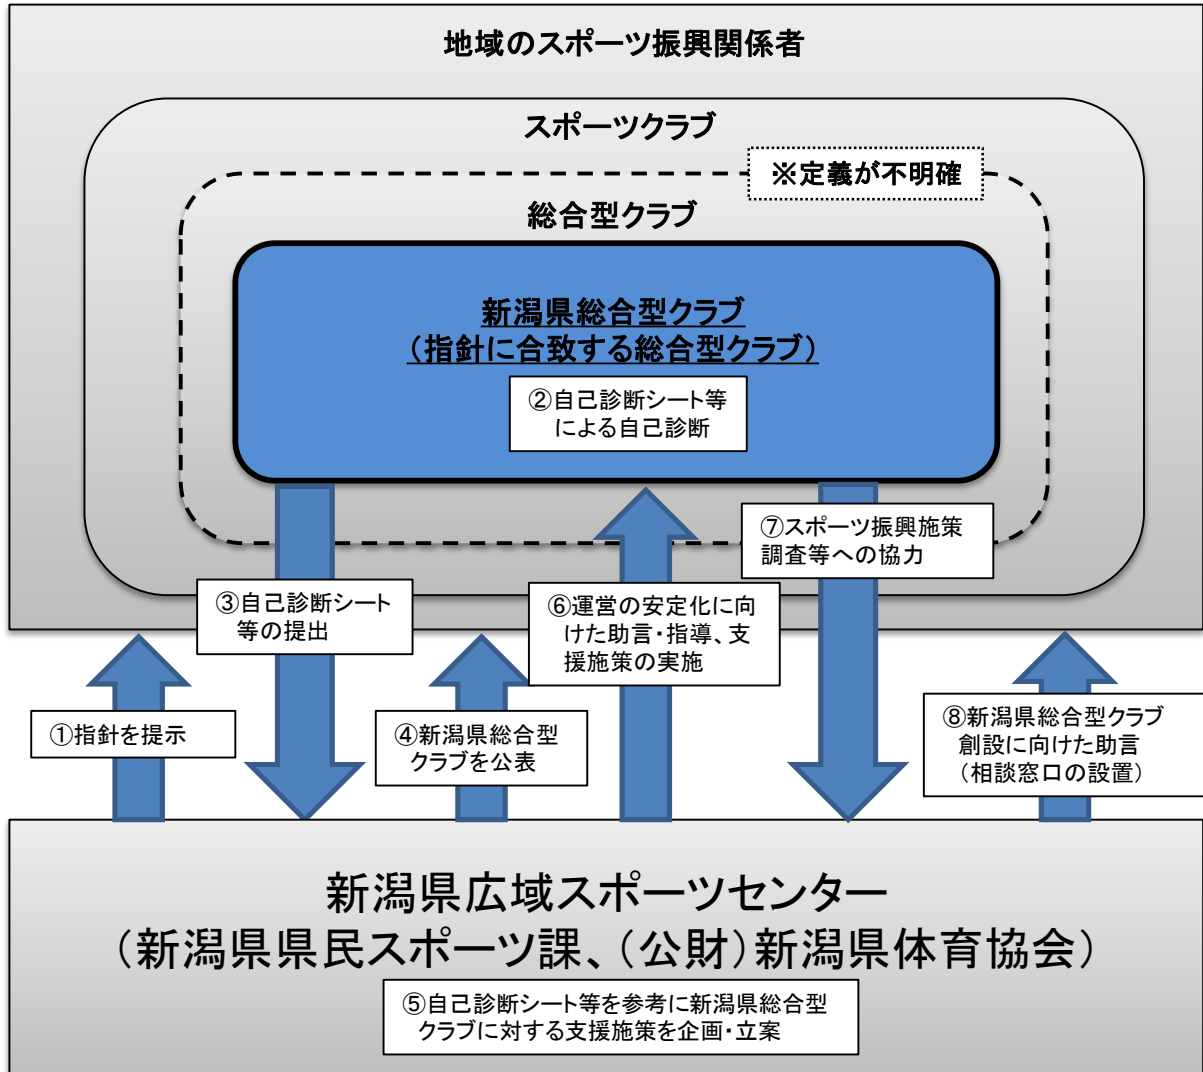 地域のスポーツ振興関係者
スポーツクラブ
※定義が不明確
総合型クラブ
新潟県総合型クラブ
（指針に合致する総合型クラブ）
②自己診断シート等
による自己診断
⑦スポーツ振興施策
調査等への協力
③自己診断シート
等の提出
⑥運営の安定化に向
けた助言・指導、支
援施策の実施
①指針を提示
④新潟県総合型
クラブを公表
⑧新潟県総合型クラブ
創設に向けた助言
（相談窓口の設置）
新潟県広域スポーツセンター
（新潟県県民スポーツ課、（公財）新潟県体育協会）
⑤自己診断シート等を参考に新潟県総合型
クラブに対する支援施策を企画・立案